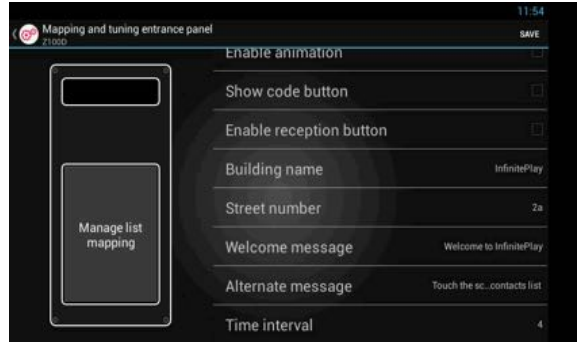 11:54
Mapping and tuning entrance panel
Z100D
SAVE
Enable animation
Show code button
Enable reception button
Building name
InfinitePlay
Street number
2a
Manage list
mapping
Welcome message
Welcome to InfinitePlay
Alternate message
Touch the sc...contacts list
Time interval
4